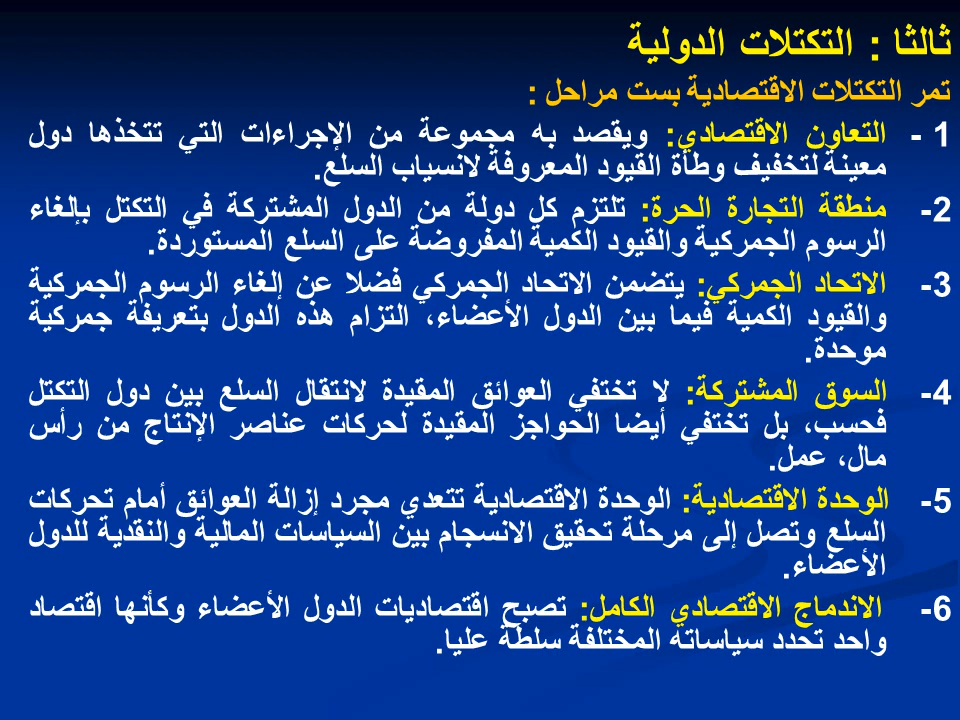 ثالثا : التكتلات الدولية
تمر التكتلات الاقتصادية بست مراحل :
1 - التعاون الاقتصادي: ويقصد به مجموعة من الإجراءات التي تتخذها دول
معينة لتخفيف وطأة القيود المعروفة لانسياب السلع.
2- منطقة التجارة الحرة: تلتزم كل دولة من الدول المشتركة في التكتل بإلغاء
الرسوم الجمركية والقيود الكمية المفروضة على السلع المستوردة.
3- الاتحاد الجمركي: يتضمن الاتحاد الجمركي فضلا عن إلغاء الرسوم الجمركية
والقيود الكمية فيما بين الدول الأعضاء، التزام هذه الدول بتعريفة جمركية
موحدة.
4- السوق المشتركة: لا تختفي العوائق المقيدة لانتقال السلع بين دول التكتل
فحسب، بل تختفي أيضا الحواجز المقيدة لحركات عناصر الإنتاج من رأس
مال، عمل.
5- الوحدة الاقتصادية: الوحدة الاقتصادية تتعدي مجرد إزالة العوائق أمام تحركات
السلع وتصل إلى مرحلة تحقيق الانسجام بين السياسات المالية والنقدية للدول
الأعضاء.
6- الاندماج الاقتصادي الكامل: تصبح اقتصاديات الدول الأعضاء وكأنها اقتصاد
واحد تحدد سياساته المختلفة سلطة عليا.